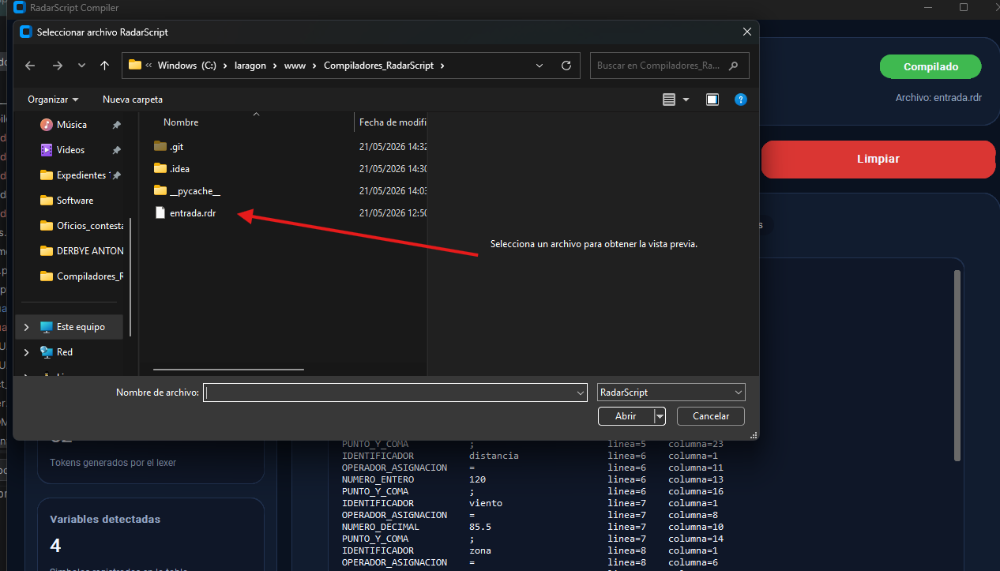 RadarScript Compiler
Seleccionar archivo RadarScript
« Windows (C:) › laragon › www › Compiladores_RadarScript ›
Buscar en Compiladores_Ra...
Compilado
Archivo: entrada.rdr
Organizar
Nueva carpeta
Limpiar
Nombre
Fecha de modifi
Música
Videos
Expedientes
Software
Oficios_contesta
DERBYE ANTON
Compiladores_R
Este equipo
Red
.git 21/05/2026 14:32
.idea 21/05/2026 14:30
__pycache__ 21/05/2026 14:03
entrada.rdr 21/05/2026 12:50
Selecciona un archivo para obtener la vista previa.
Nombre de archivo:
RadarScript
Abrir
Cancelar
Tokens generados por el lexer
Variables detectadas
4
PUNTO_Y_COMA ; linea=5 columna=23
IDENTIFICADOR distancia linea=6 columna=1
OPERADOR_ASIGNACION = linea=6 columna=11
NUMERO_ENTERO 120 linea=6 columna=13
PUNTO_Y_COMA ; linea=6 columna=16
IDENTIFICADOR viento linea=7 columna=1
OPERADOR_ASIGNACION = linea=7 columna=8
NUMERO_DECIMAL 85.5 linea=7 columna=10
PUNTO_Y_COMA ; linea=7 columna=14
IDENTIFICADOR zona linea=8 columna=1
OPERADOR_ASIGNACION = linea=8 columna=6